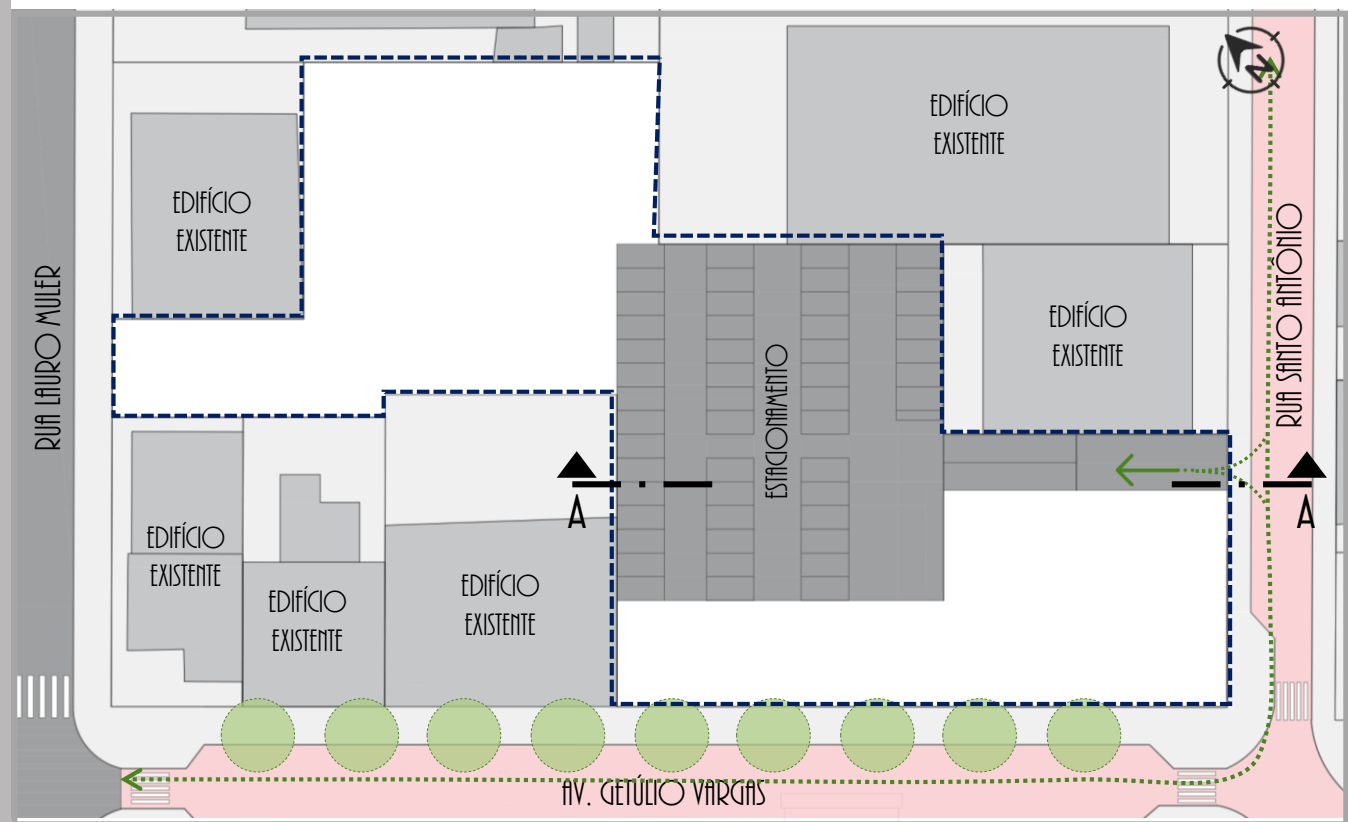 N
EDIFÍCIO
EXISTENTE
EDIFÍCIO
EXISTENTE
EDIFÍCIO
EXISTENTE
RUA LAURO MULER
RUA SANTO ANTÔNIO
ESTACIONAMENTO
A
A
EDIFÍCIO
EXISTENTE
EDIFÍCIO
EXISTENTE
EDIFÍCIO
EXISTENTE
AV. GETÚLIO VARGAS